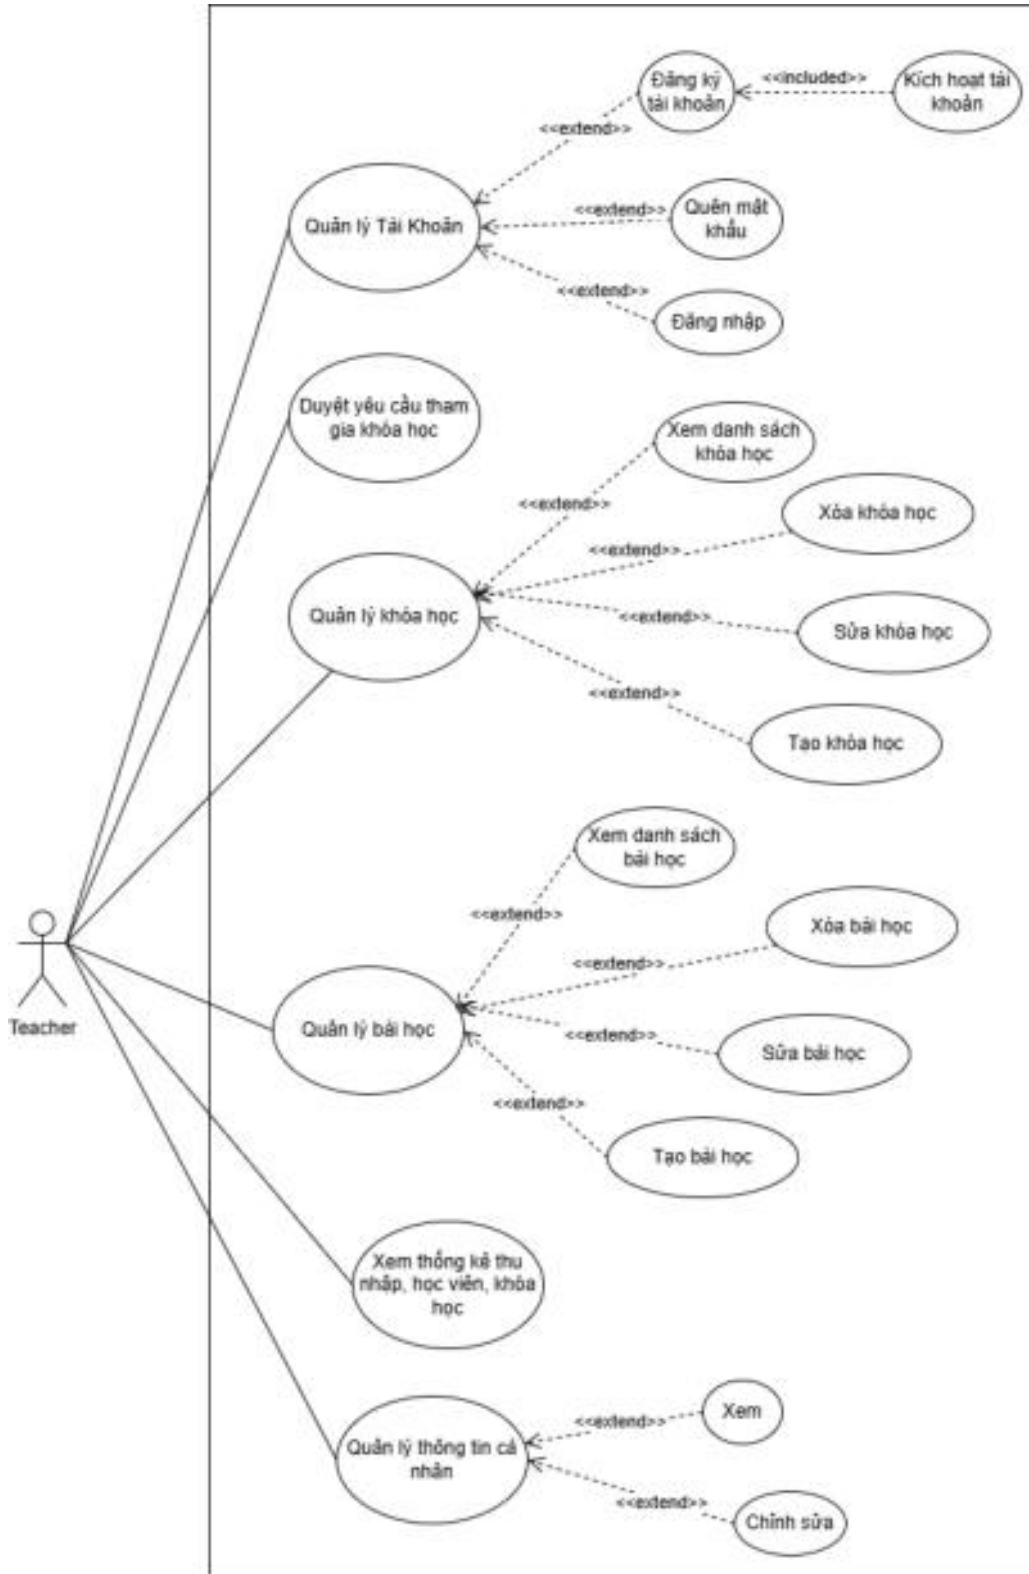 Đăng ký
tài khoản
<<included>>
Kích hoạt tài
khoản
<<extend>>
Quản lý Tài Khoản
<<extend>>
Quên mật
khẩu
<<extend>>
Đăng nhập
Duyệt yêu cầu tham
gia khóa học
Xem danh sách
khóa học
<<extend>>
Xóa khóa học
<<extend>>
Quản lý khóa học
<<extend>>
Sửa khóa học
<<extend>>
Tạo khóa học
Xem danh sách
bài học
<<extend>>
Xóa bài học
<<extend>>
Teacher
Quản lý bài học
<<extend>>
Sửa bài học
<<extend>>
Tạo bài học
Xem thống kê thu
nhập, học viên, khóa
học
Xem
<<extend>>
Quản lý thông tin cá
nhân
<<extend>>
Chỉnh sửa